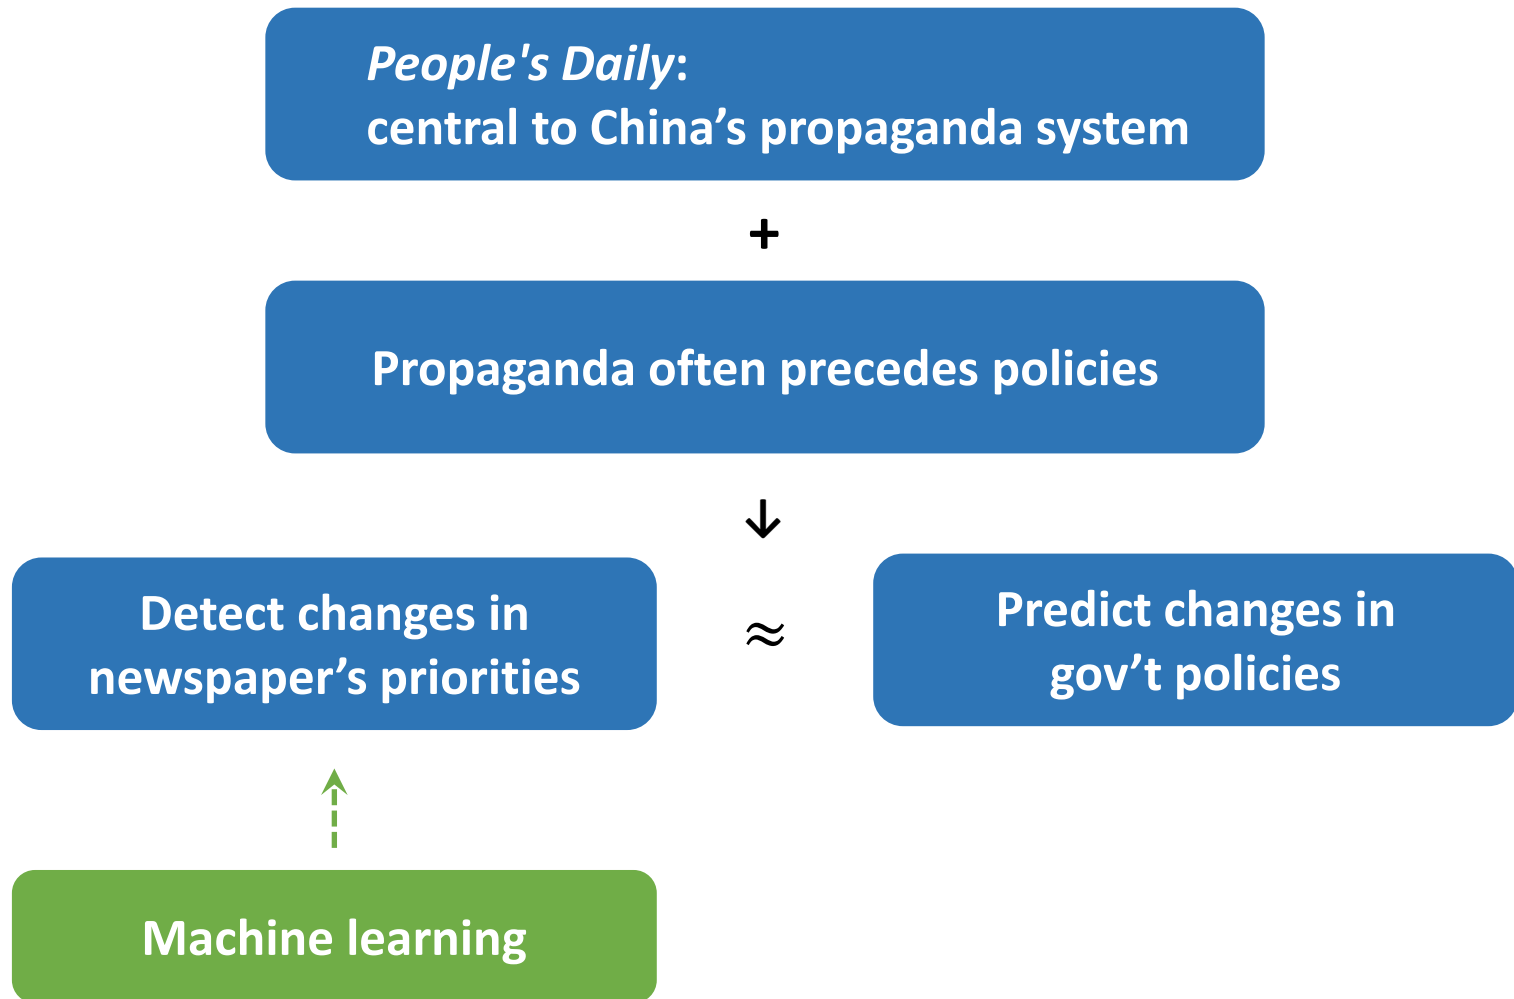 People's Daily:
central to China’s propaganda system
+
Propaganda often precedes policies
↓
Detect changes in
newspaper’s priorities
≈
Predict changes in
gov’t policies
Machine learning